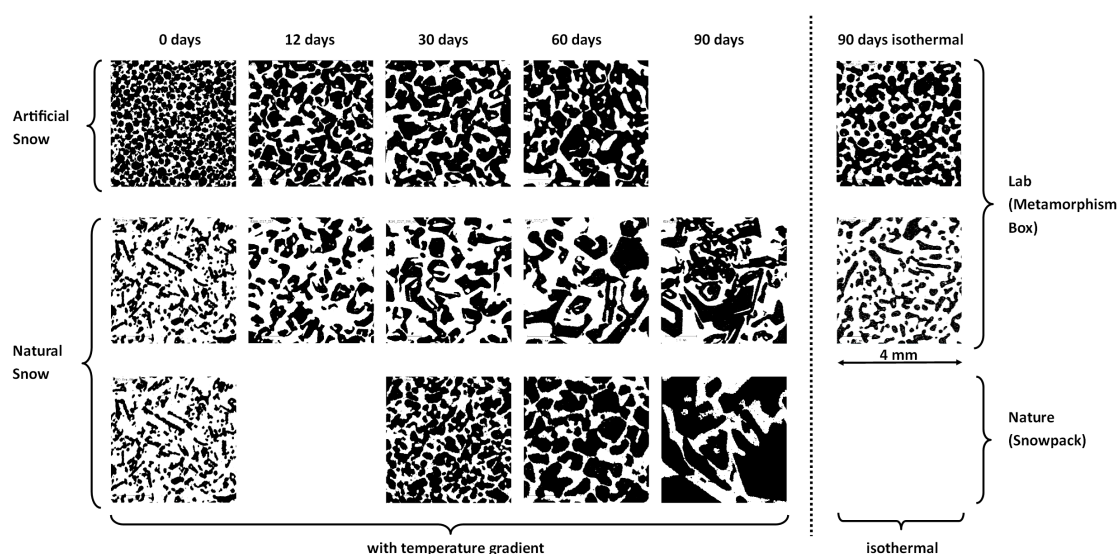 0 days
12 days
30 days
60 days
90 days
90 days isothermal
Artificial
Snow
Lab
(Metamorphism
Box)
4 mm
Natural
Snow
Nature
(Snowpack)
with temperature gradient
isothermal